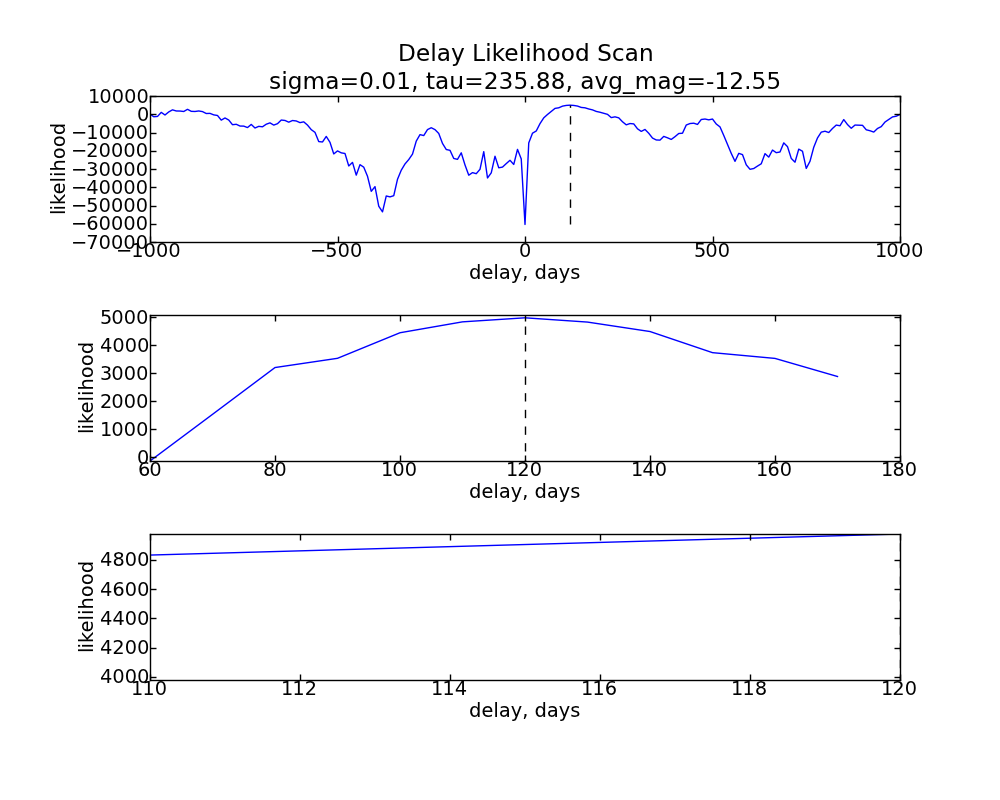 Delay Likelihood Scan
sigma=0.01, tau=235.88, avg_mag=-12.55
10000
0
−10000
−20000
−30000
−40000
−50000
−60000
−70000
likelihood
−1000 −500 0 500 1000
delay, days
5000
4000
3000
2000
1000
0
likelihood
60 80 100 120 140 160 180
delay, days
4800
4600
4400
4200
4000
likelihood
110 112 114 116 118 120
delay, days